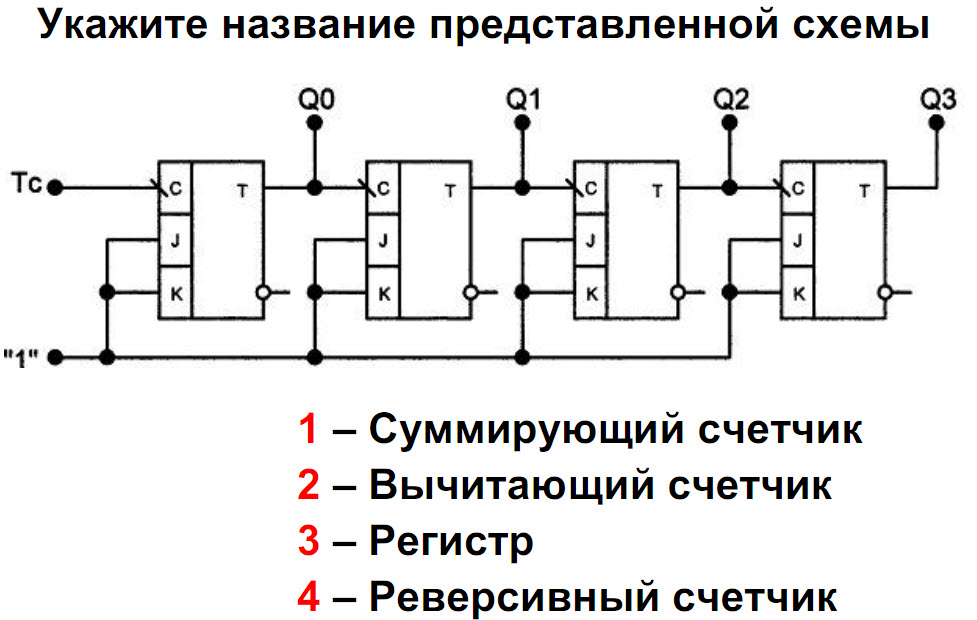 Укажите название представленной схемы
Q0 Q1 Q2 Q3
Tc C T C T C T C T
J J J J
K K K K
"1"
1 – Суммирующий счетчик
2 – Вычитающий счетчик
3 – Регистр
4 – Реверсивный счетчик